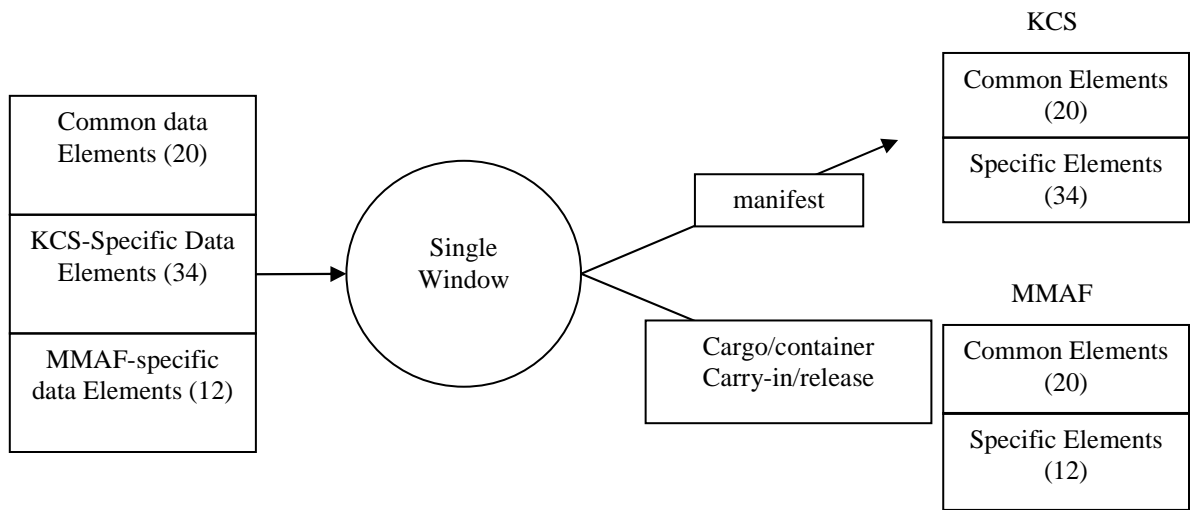 Common data
Elements (20)
KCS-Specific Data
Elements (34)
MMAF-specific
data Elements (12)
Single
Window
manifest
Cargo/container
Carry-in/release
KCS
Common Elements
(20)
Specific Elements
(34)
MMAF
Common Elements
(20)
Specific Elements
(12)